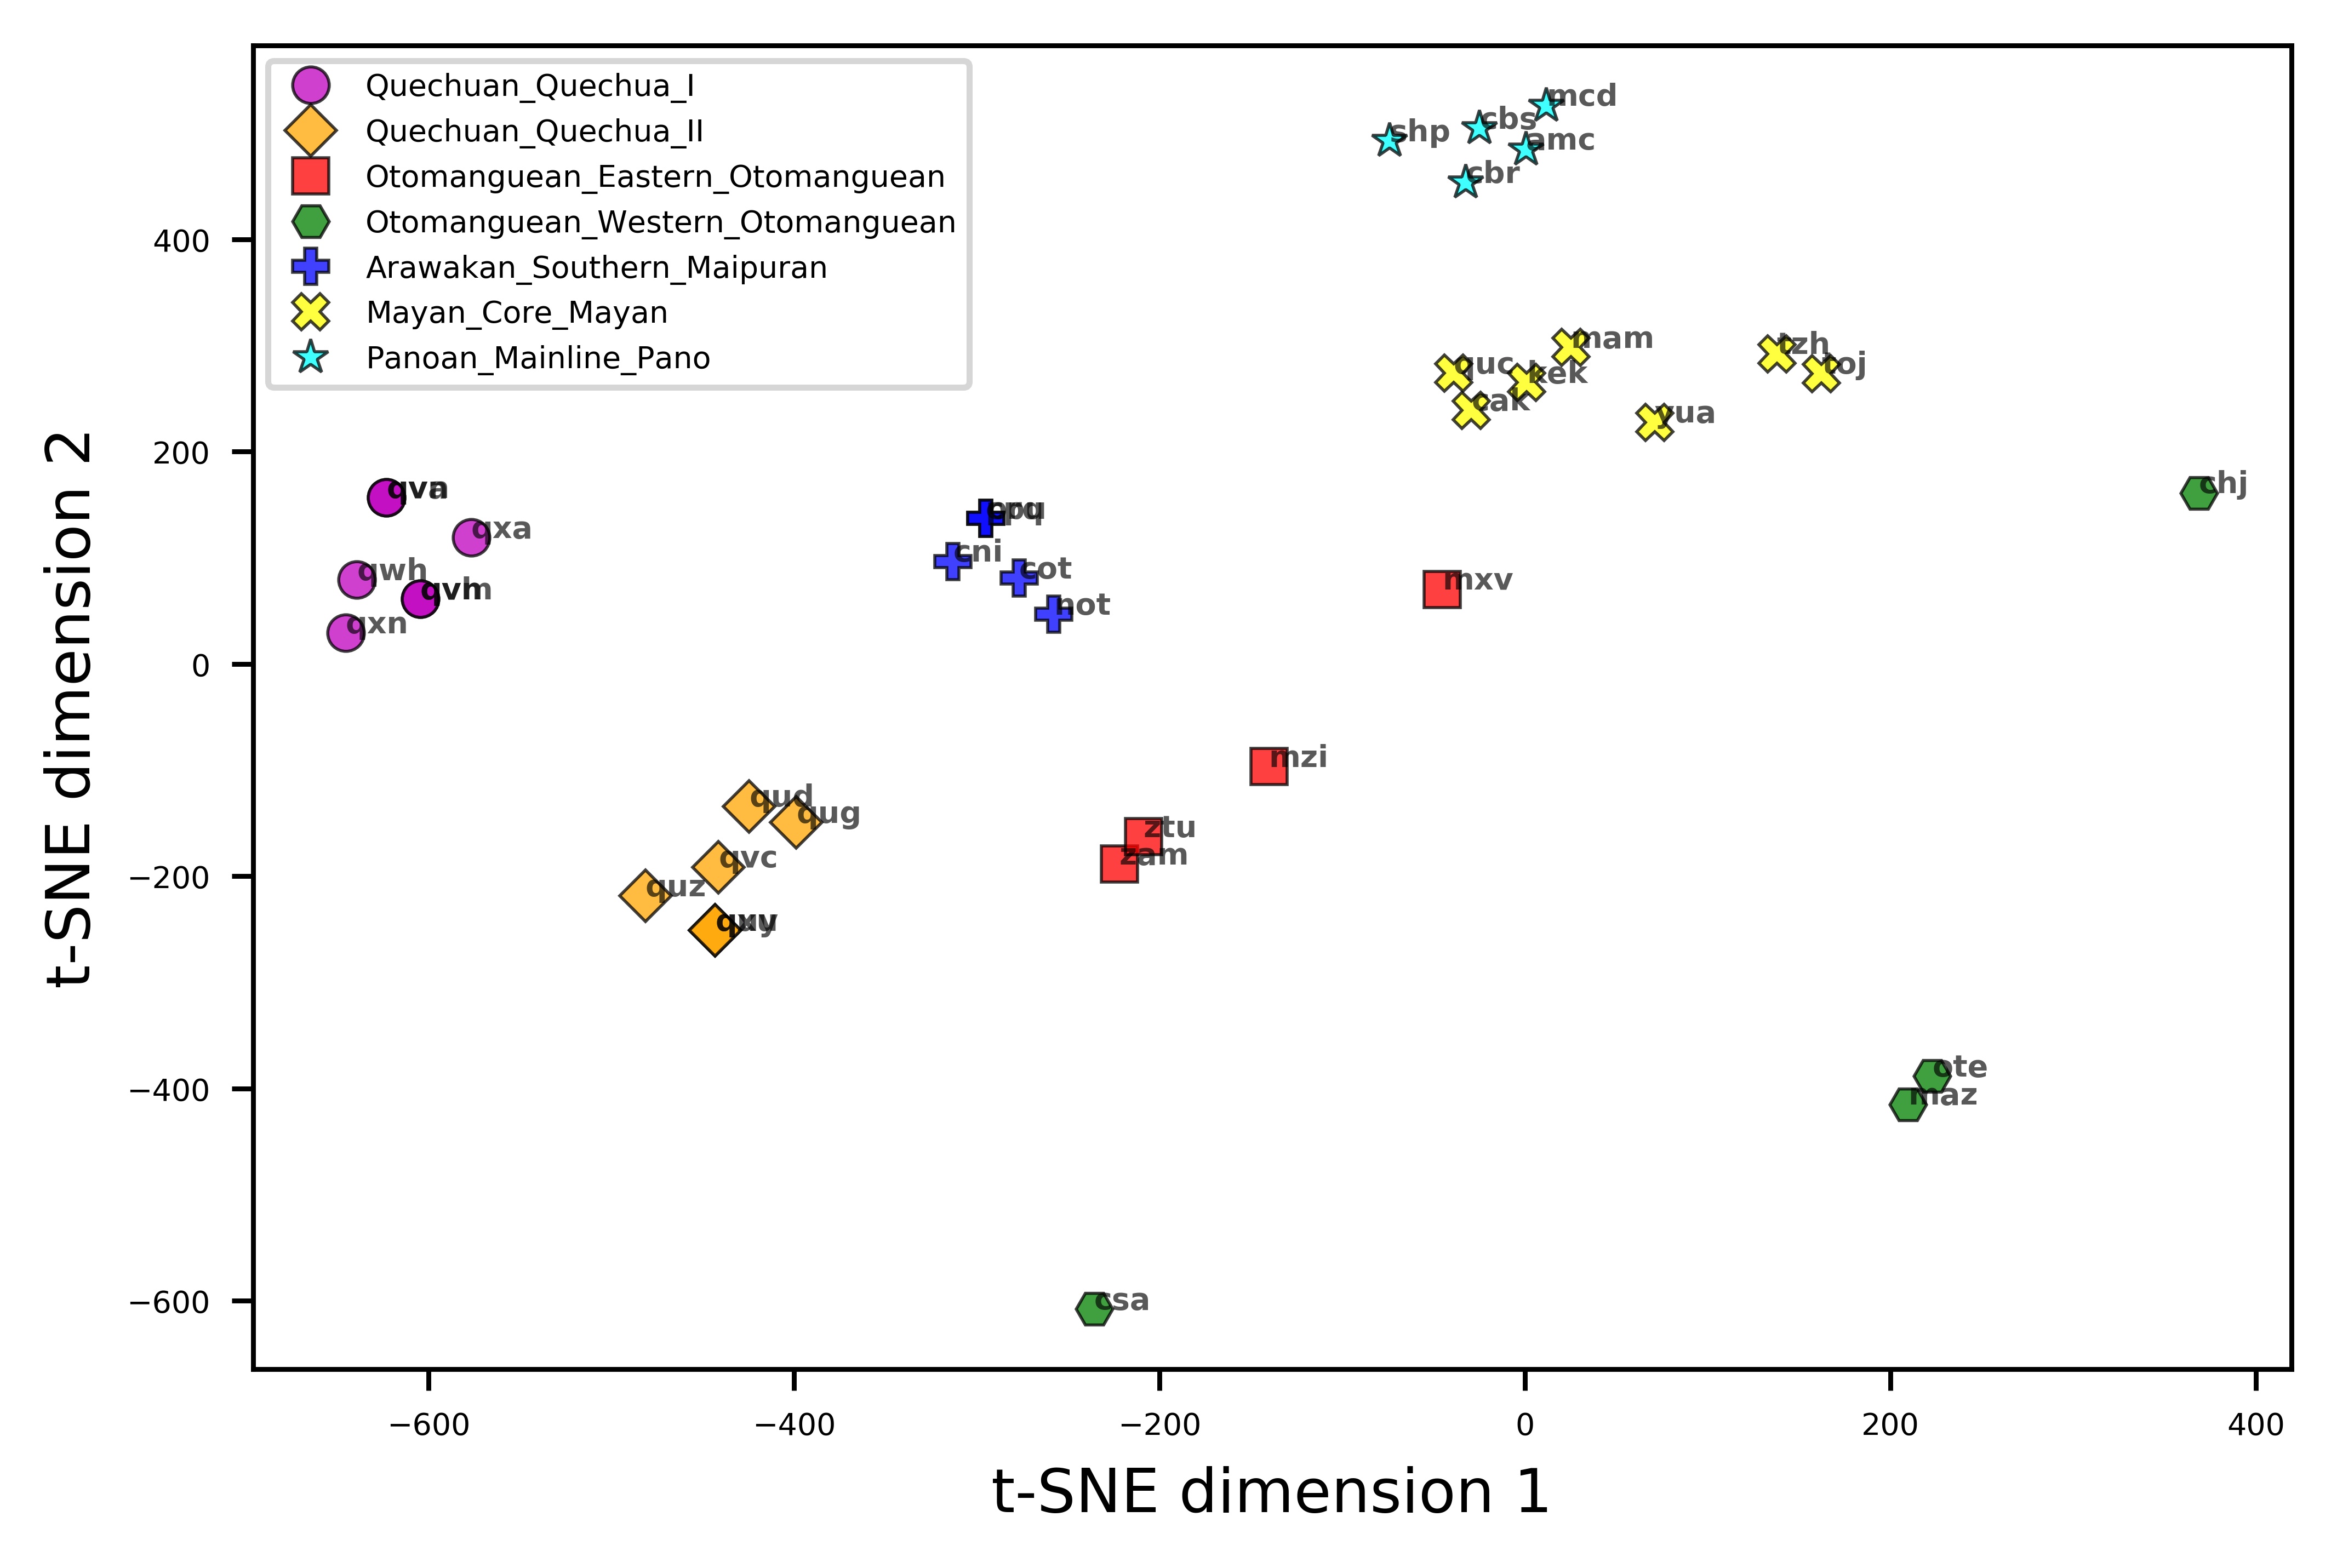 Quechuan_Quechua_I
Quechuan_Quechua_II
Otomanguean_Eastern_Otomanguean
Otomanguean_Western_Otomanguean
Arawakan_Southern_Maipuran
Mayan_Core_Mayan
Panoan_Mainline_Pano
mcd
cbs
shp
amc
cbr
mam
tzh
toj
quc
kek
cak
yua
chj
qxa
qwh
qxn
cni
cot
not
mxv
mzi
qud
qug
ztu
zam
qvc
quz
ote
maz
csa
400
200
0
−200
−400
−600
t-SNE dimension 2
−600
−400
−200
0
200
400
t-SNE dimension 1